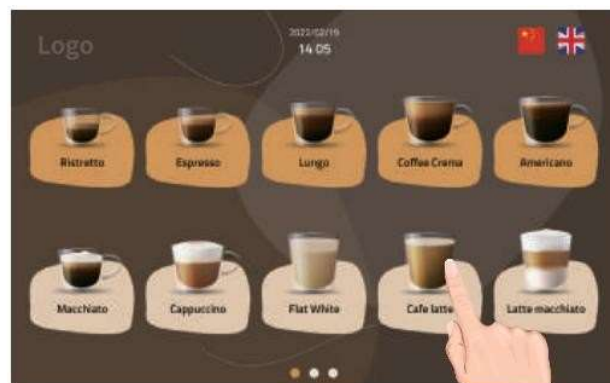 Logo
2022/02/19
14 05
Ristretto
Espresso
Lungo
Coffee Crema
Americano
Macchiato
Cappuccino
Flat White
Cafe latte
Latte macchiato